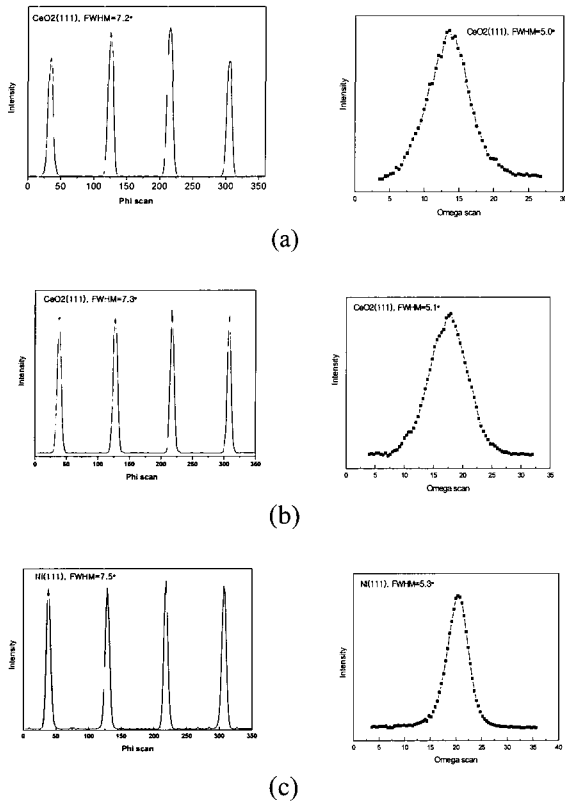 CeO2(111), FWHM=7.2°
Intensity
0 50 100 150 200 250 300 350
Phi scan
CeO2(111), FWHM=5.0°
Intensity
0 5 10 15 20 25 30
Omega scan
(a)
CeO2(111), FWHM=7.3°
Intensity
0 50 100 150 200 250 300 350
Phi scan
CeO2(111), FWHM=5.1°
Intensity
0 5 10 15 20 25 30 35
Omega scan
(b)
Ni(111), FWHM=7.5°
Intensity
0 50 100 150 200 250 300 350
Phi scan
Ni(111), FWHM=5.3°
Intensity
0 5 10 15 20 25 30 35 40
Omega scan
(c)